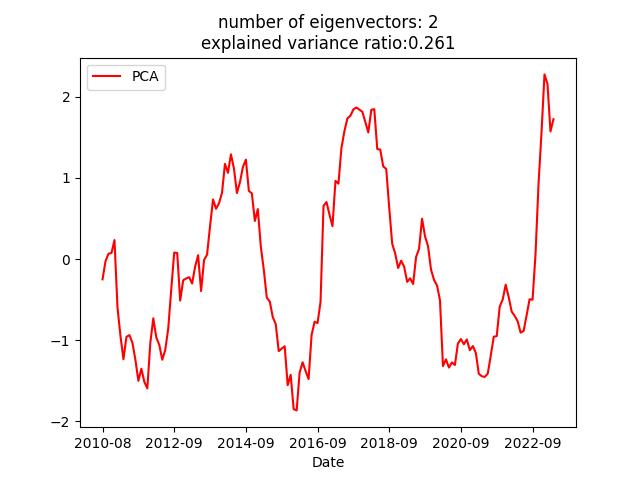 number of eigenvectors: 2
explained variance ratio:0.261
PCA
2
1
0
−1
−2
2010-08 2012-09 2014-09 2016-09 2018-09 2020-09 2022-09
Date